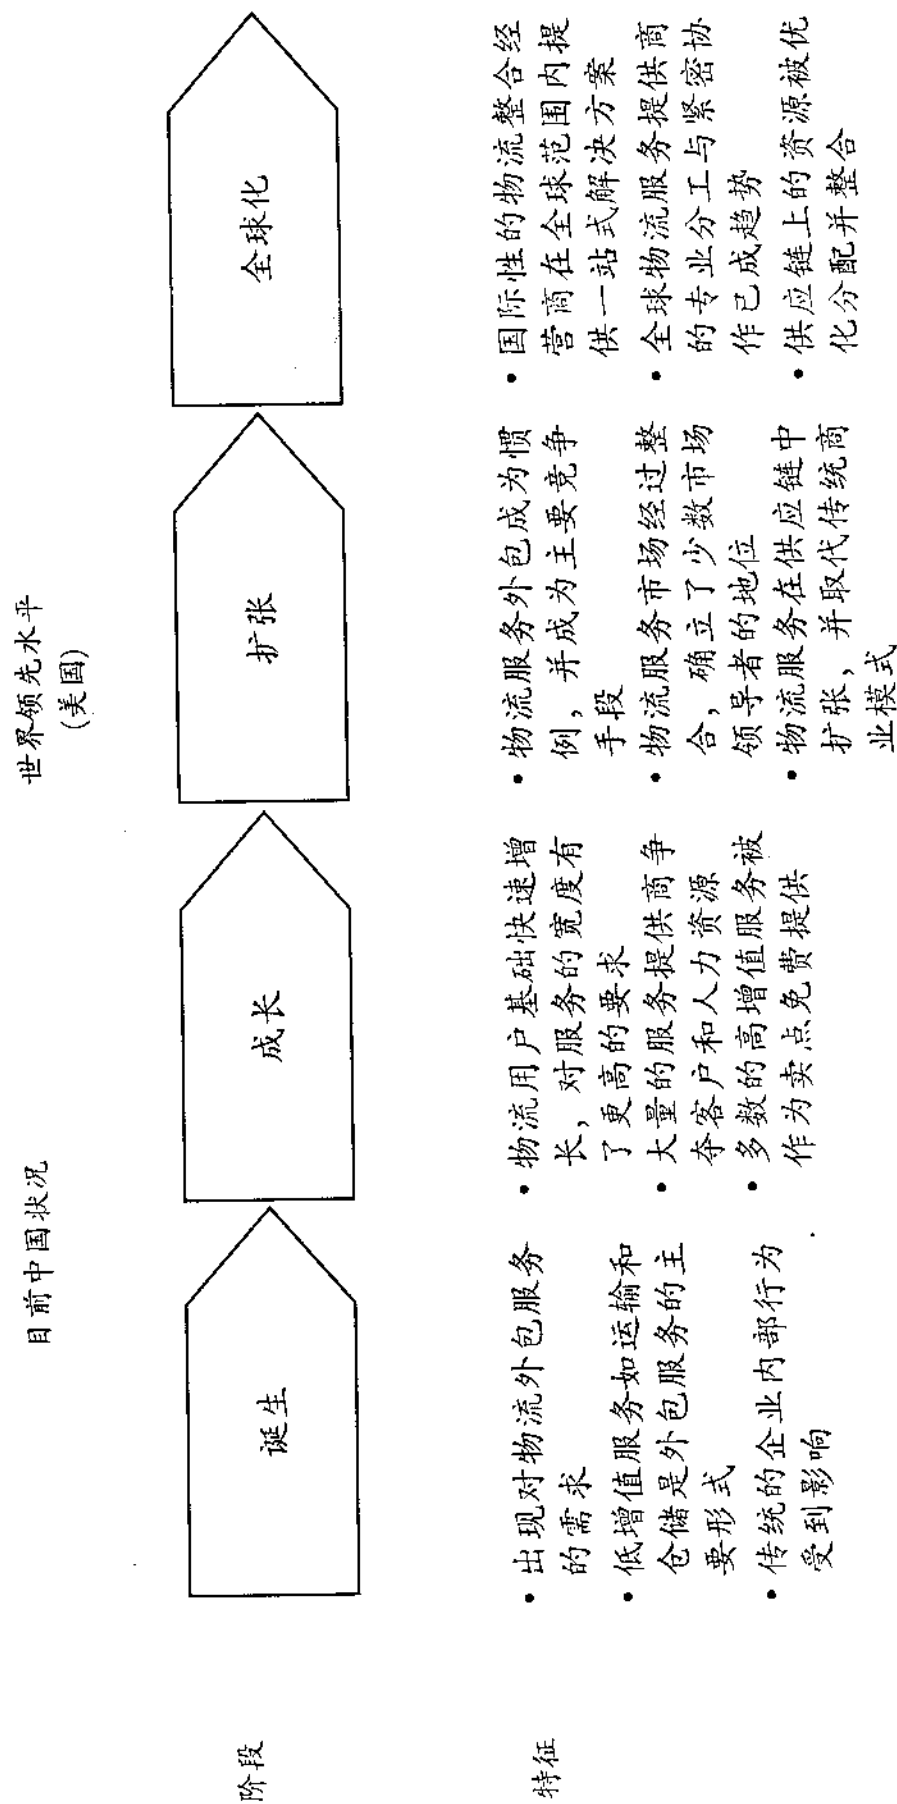 目前中国状况
世界领先水平
(美国)
阶段
诞生
成长
扩张
全球化
特征
• 出现对物流外包服务
的需求
• 低增值服务如运输和
仓储是外包服务的主
要形式
• 传统的企业内部行为
受到影响
• 物流用户基础快速增
长，对服务的宽度有
了更高的要求
• 大量的服务提供商争
夺客户和人力资源
• 多数的高增值服务被
作为卖点免费提供
• 物流服务外包成为惯
例，并成为主要竞争
手段
• 物流服务市场经过整
合，确立了少数市场
领导者的地位
• 物流服务在供应链中
扩张，并取代传统商
业模式
• 国际性的物流整合经
营商在全球范围内提
供一站式解决方案
• 全球物流服务提供商
的专业分工与紧密协
作已成趋势
• 供应链上的资源被优
化分配并整合